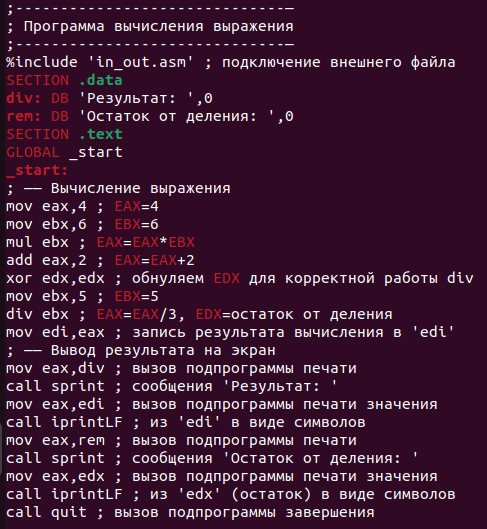 ;--------------------------------
; Программа вычисления выражения
;--------------------------------
%include 'in_out.asm' ; подключение внешнего файла
SECTION .data
div: DB 'Результат: ',0
rem: DB 'Остаток от деления: ',0
SECTION .text
GLOBAL _start
_start:
; —— Вычисление выражения
mov eax,4 ; EAX=4
mov ebx,6 ; EBX=6
mul ebx ; EAX=EAX*EBX
add eax,2 ; EAX=EAX+2
xor edx,edx ; обнуляем EDX для корректной работы div
mov ebx,5 ; EBX=5
div ebx ; EAX=EAX/3, EDX=остаток от деления
mov edi,eax ; запись результата вычисления в 'edi'
; —— Вывод результата на экран
mov eax,div ; вызов подпрограммы печати
call sprint ; сообщения 'Результат: '
mov eax,edi ; вызов подпрограммы печати значения
call iprintLF ; из 'edi' в виде символов
mov eax,rem ; вызов подпрограммы печати
call sprint ; сообщения 'Остаток от деления: '
mov eax,edx ; вызов подпрограммы печати значения
call iprintLF ; из 'edx' (остаток) в виде символов
call quit ; вызов подпрограммы завершения